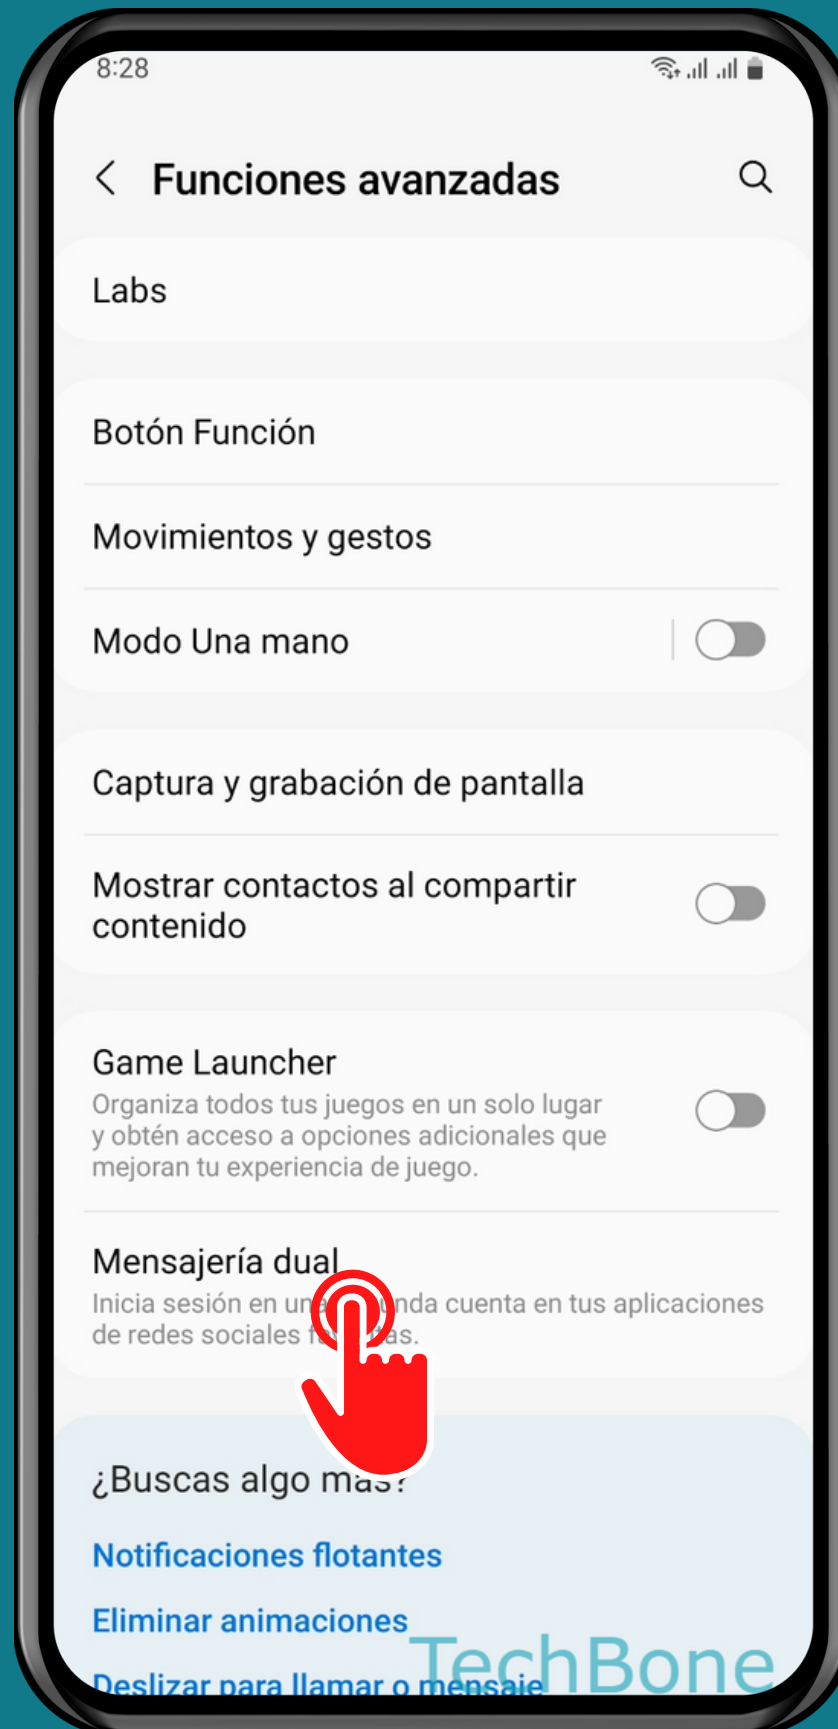 8:28
Funciones avanzadas
Labs
Botón Función
Movimientos y gestos
Modo Una mano
Captura y grabación de pantalla
Mostrar contactos al compartir
contenido
Game Launcher
Organiza todos tus juegos en un solo lugar
y obtén acceso a opciones adicionales que
mejoran tu experiencia de juego.
Mensajería dual
Inicia sesión en una segunda cuenta en tus aplicaciones
de redes sociales favoritas.
¿Buscas algo más?
Notificaciones flotantes
Eliminar animaciones
Deslizar para llamar o mensaje
TechBone